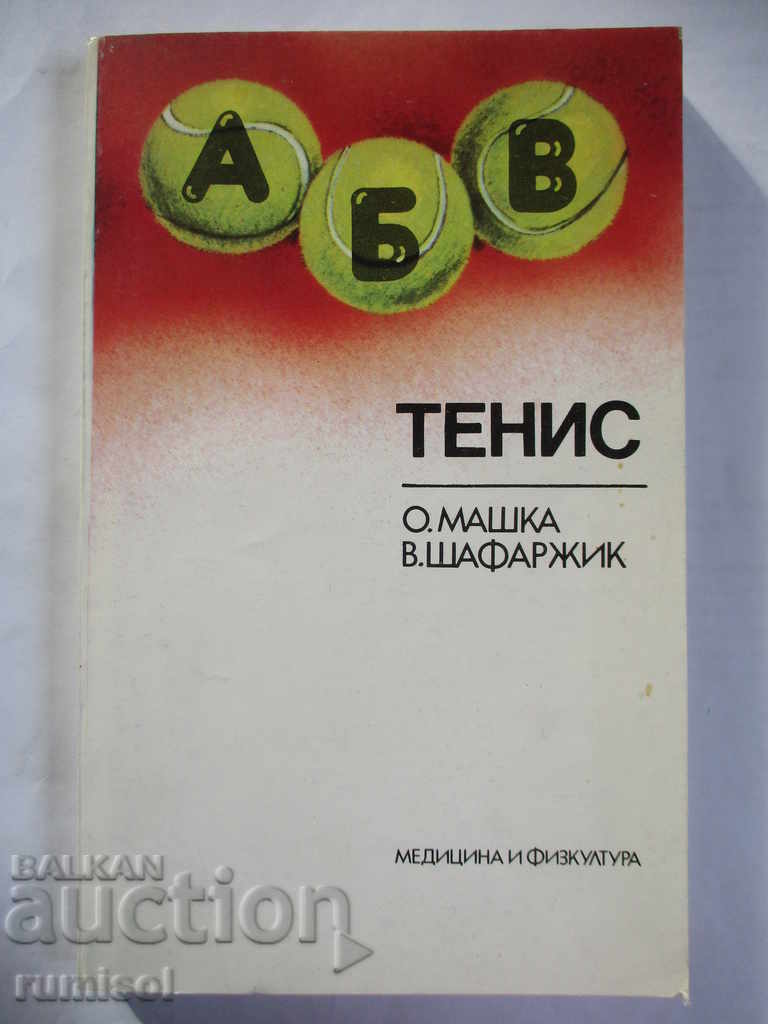 А Б В
ТЕНИС
О.МАШКА
В.ШАФАРЖИК
МЕДИЦИНА И ФИЗКУЛТУРА
BALKAN
auction
rumisol